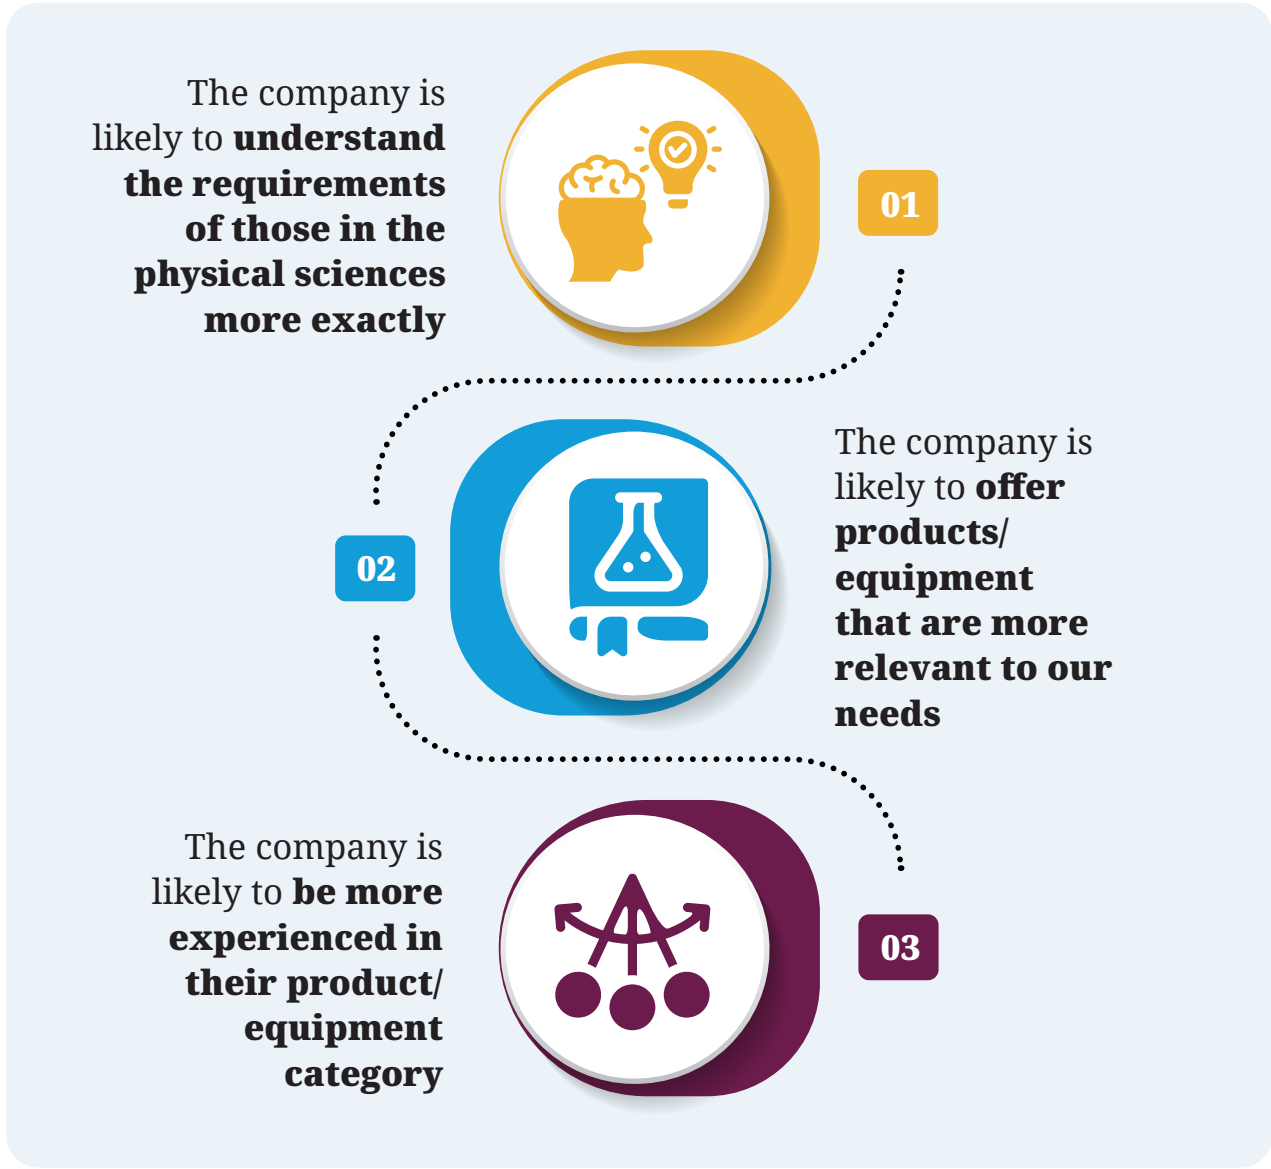 The company is
likely to understand
the requirements
of those in the
physical sciences
more exactly
01
02
The company is
likely to offer
products/
equipment
that are more
relevant to our
needs
The company is
likely to be more
experienced in
their product/
equipment
category
03